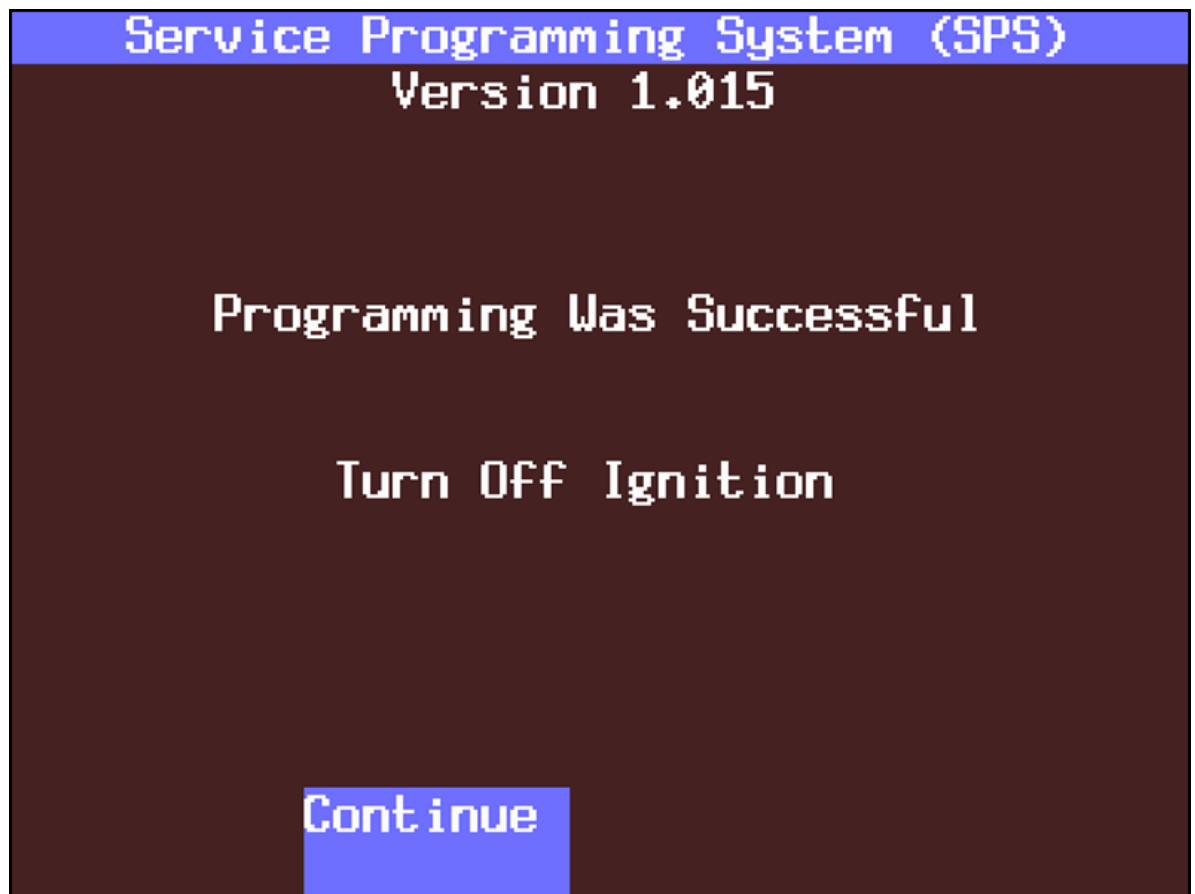 Service Programming System (SPS)
Version 1.015
Programming Was Successful
Turn Off Ignition
Continue